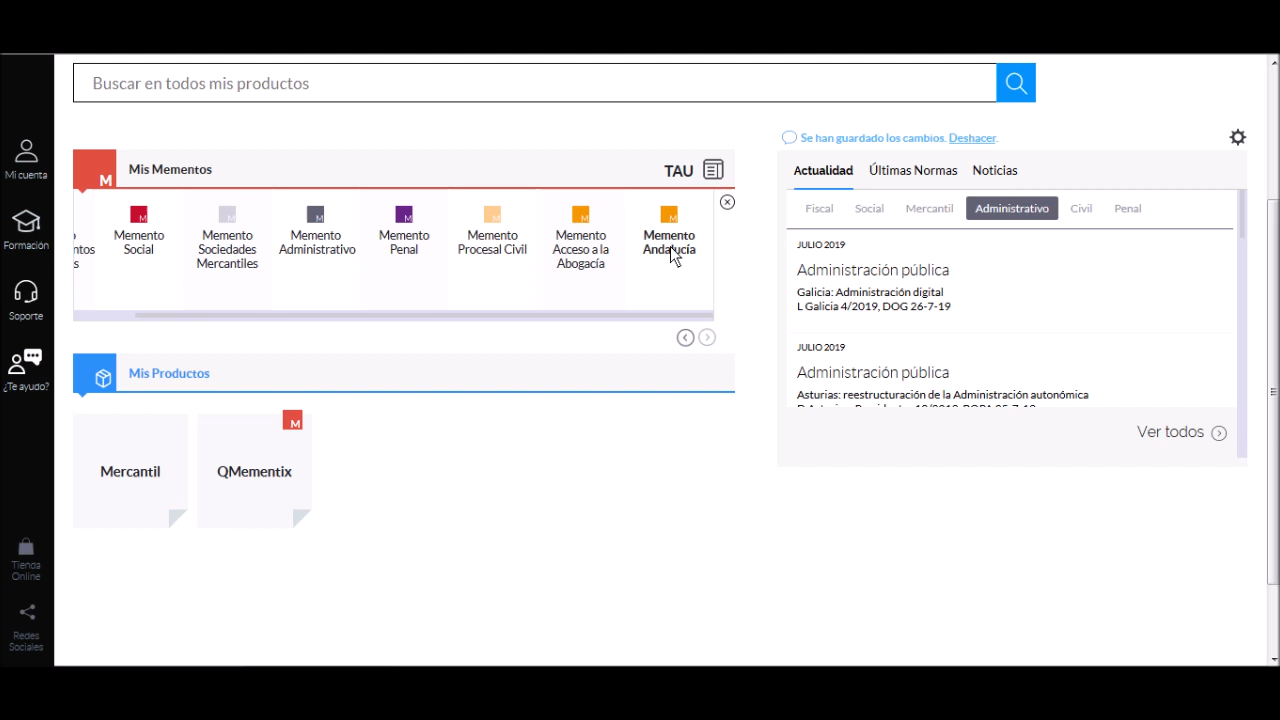 Buscar en todos mis productos
Mi cuenta
Formación
Soporte
¿Te ayudo?
Tienda
Online
Redes
Sociales
M
Mis Mementos
TAU
M
Memento
Social
M
Memento
Sociedades
Mercantiles
M
Memento
Administrativo
M
Memento
Penal
M
Memento
Procesal Civil
M
Memento
Acceso a la
Abogacía
M
Memento
Andalucía
Mis Productos
Mercantil
M
QMementix
Se han guardado los cambios. Deshacer.
Actualidad Últimas Normas Noticias
Fiscal Social Mercantil Administrativo Civil Penal
JULIO 2019
Administración pública
Galicia: Administración digital
L Galicia 4/2019, DOG 26-7-19
JULIO 2019
Administración pública
Asturias: reestructuración de la Administración autonómica
Ver todos